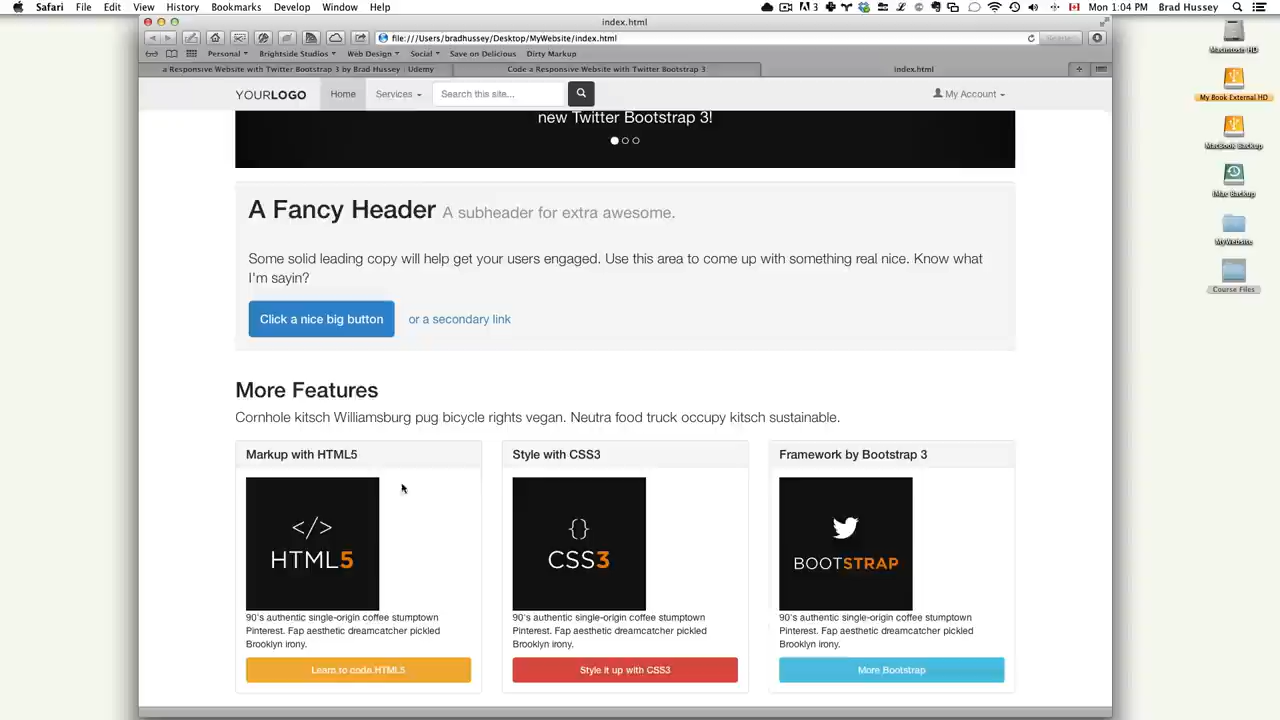 Safari File Edit View History Bookmarks Develop Window Help
3
Mon 1:04 PM Brad Hussey
index.html
file:///Users/bradhussey/Desktop/MyWebsite/index.html
Personal Brightside Studios Web Design Social Save on Delicious Dirty Markup
a Responsive Website with Twitter Bootstrap 3 by Brad Hussey | Udemy
Code a Responsive Website with Twitter Bootstrap 3
index.html
YOURLOGO Home Services Search this site... My Account
new Twitter Bootstrap 3!
A Fancy Header A subheader for extra awesome.
Some solid leading copy will help get your users engaged. Use this area to come up with something real nice. Know what
I'm sayin?
Click a nice big button or a secondary link
More Features
Cornhole kitsch Williamsburg pug bicycle rights vegan. Neutra food truck occupy kitsch sustainable.
Markup with HTML5
</>
HTML5
90's authentic single-origin coffee stumptown
Pinterest. Fap aesthetic dreamcatcher pickled
Brooklyn irony.
Learn to code HTML5
Style with CSS3
{}
CSS3
90's authentic single-origin coffee stumptown
Pinterest. Fap aesthetic dreamcatcher pickled
Brooklyn irony.
Style it up with CSS3
Framework by Bootstrap 3
BOOTSTRAP
90's authentic single-origin coffee stumptown
Pinterest. Fap aesthetic dreamcatcher pickled
Brooklyn irony.
More Bootstrap
Macintosh HD
My Book External HD
MacBook Backup
iMac Backup
MyWebsite
Course Files